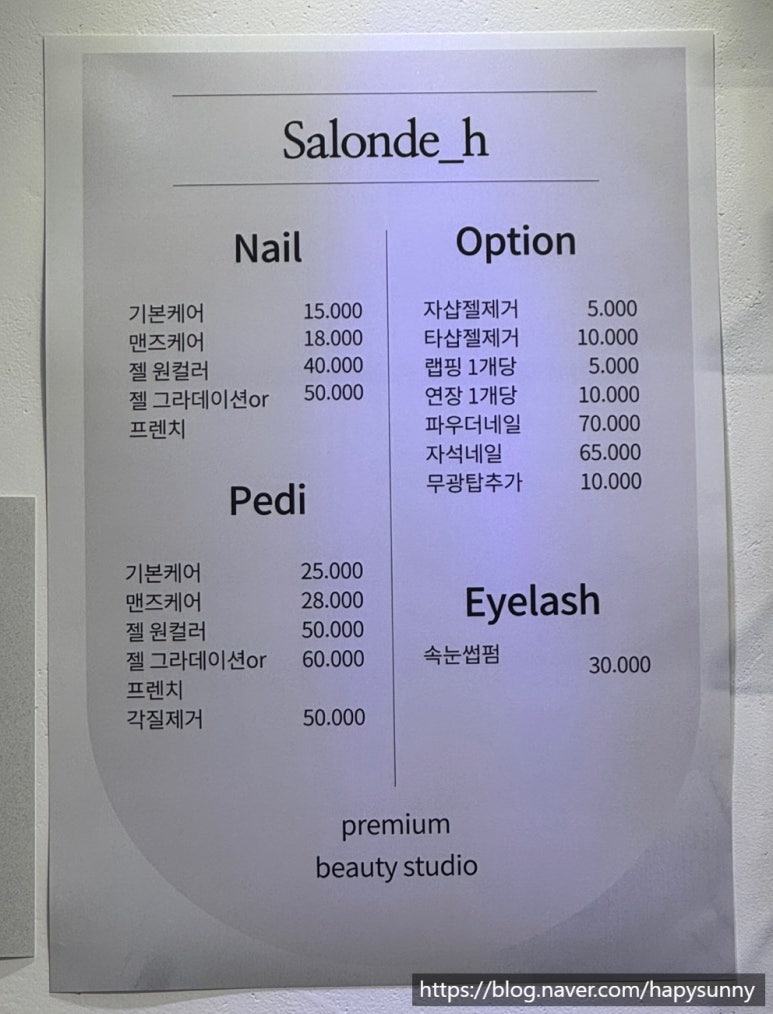 Salonde_h
Nail
기본케어 15.000
맨즈케어 18.000
젤 원컬러 40.000
젤 그라데이션or 50.000
프렌치
Pedi
기본케어 25.000
맨즈케어 28.000
젤 원컬러 50.000
젤 그라데이션or 60.000
프렌치
각질제거 50.000
Option
자샵젤제거 5.000
타샵젤제거 10.000
랩핑 1개당 5.000
연장 1개당 10.000
파우더네일 70.000
자석네일 65.000
무광탑추가 10.000
Eyelash
속눈썹펌 30.000
premium
beauty studio
https://blog.naver.com/hapysunny